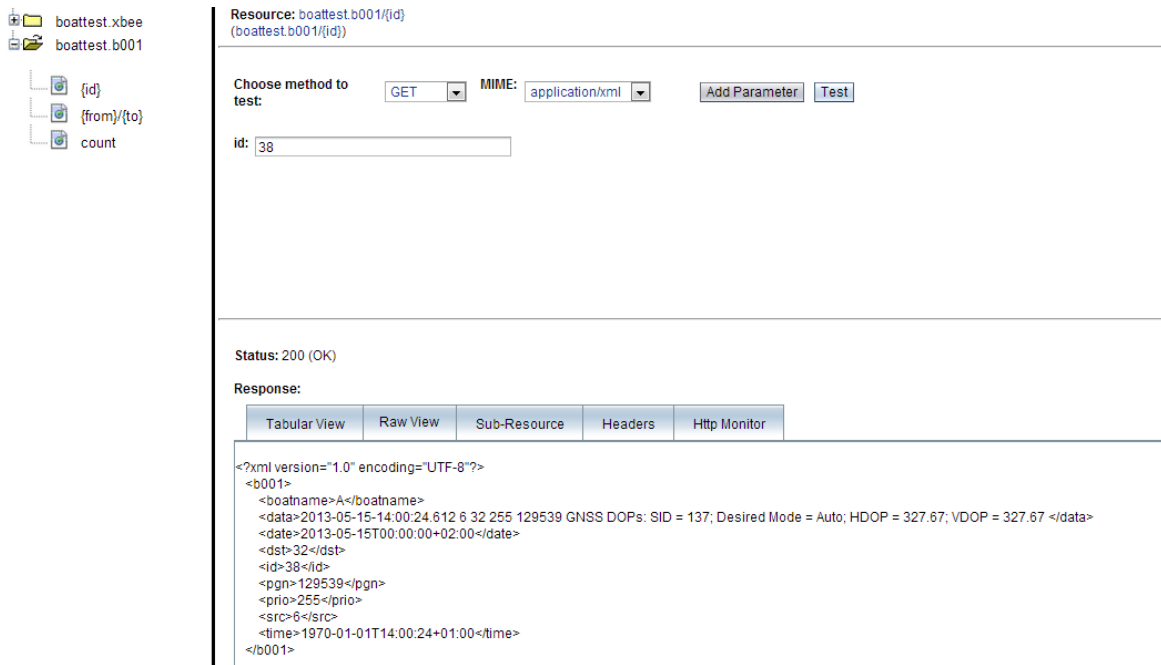 boattest.xbee
boattest.b001
{id}
{from}/{to}
count
Resource: boattest.b001/{id}
(boattest.b001/{id})
Choose method to
test:
GET
MIME:
application/xml
Add Parameter
Test
id: 38
Status: 200 (OK)
Response:
Tabular View Raw View Sub-Resource Headers Http Monitor
<?xml version="1.0" encoding="UTF-8"?>
<b001>
<boatname>A</boatname>
<data>2013-05-15-14:00:24.612 6 32 255 129539 GNSS DOPs: SID = 137; Desired Mode = Auto; HDOP = 327.67; VDOP = 327.67 </data>
<date>2013-05-15T00:00:00+02:00</date>
<dst>32</dst>
<id>38</id>
<pgn>129539</pgn>
<prio>255</prio>
<src>6</src>
<time>1970-01-01T14:00:24+01:00</time>
</b001>